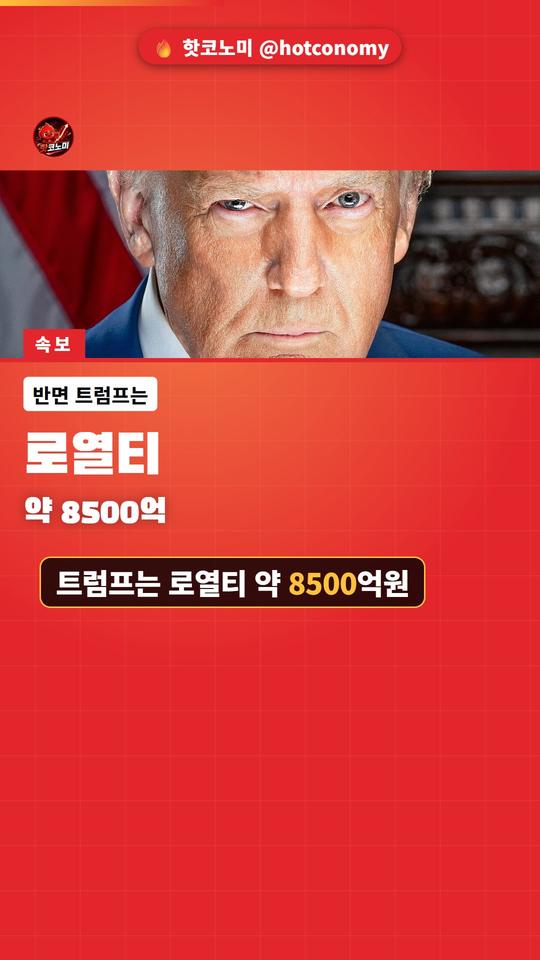 핫코노미 @hotconomy
핫코노미
속보
반면 트럼프는
로열티
약 8500억
트럼프는 로열티 약 8500억원